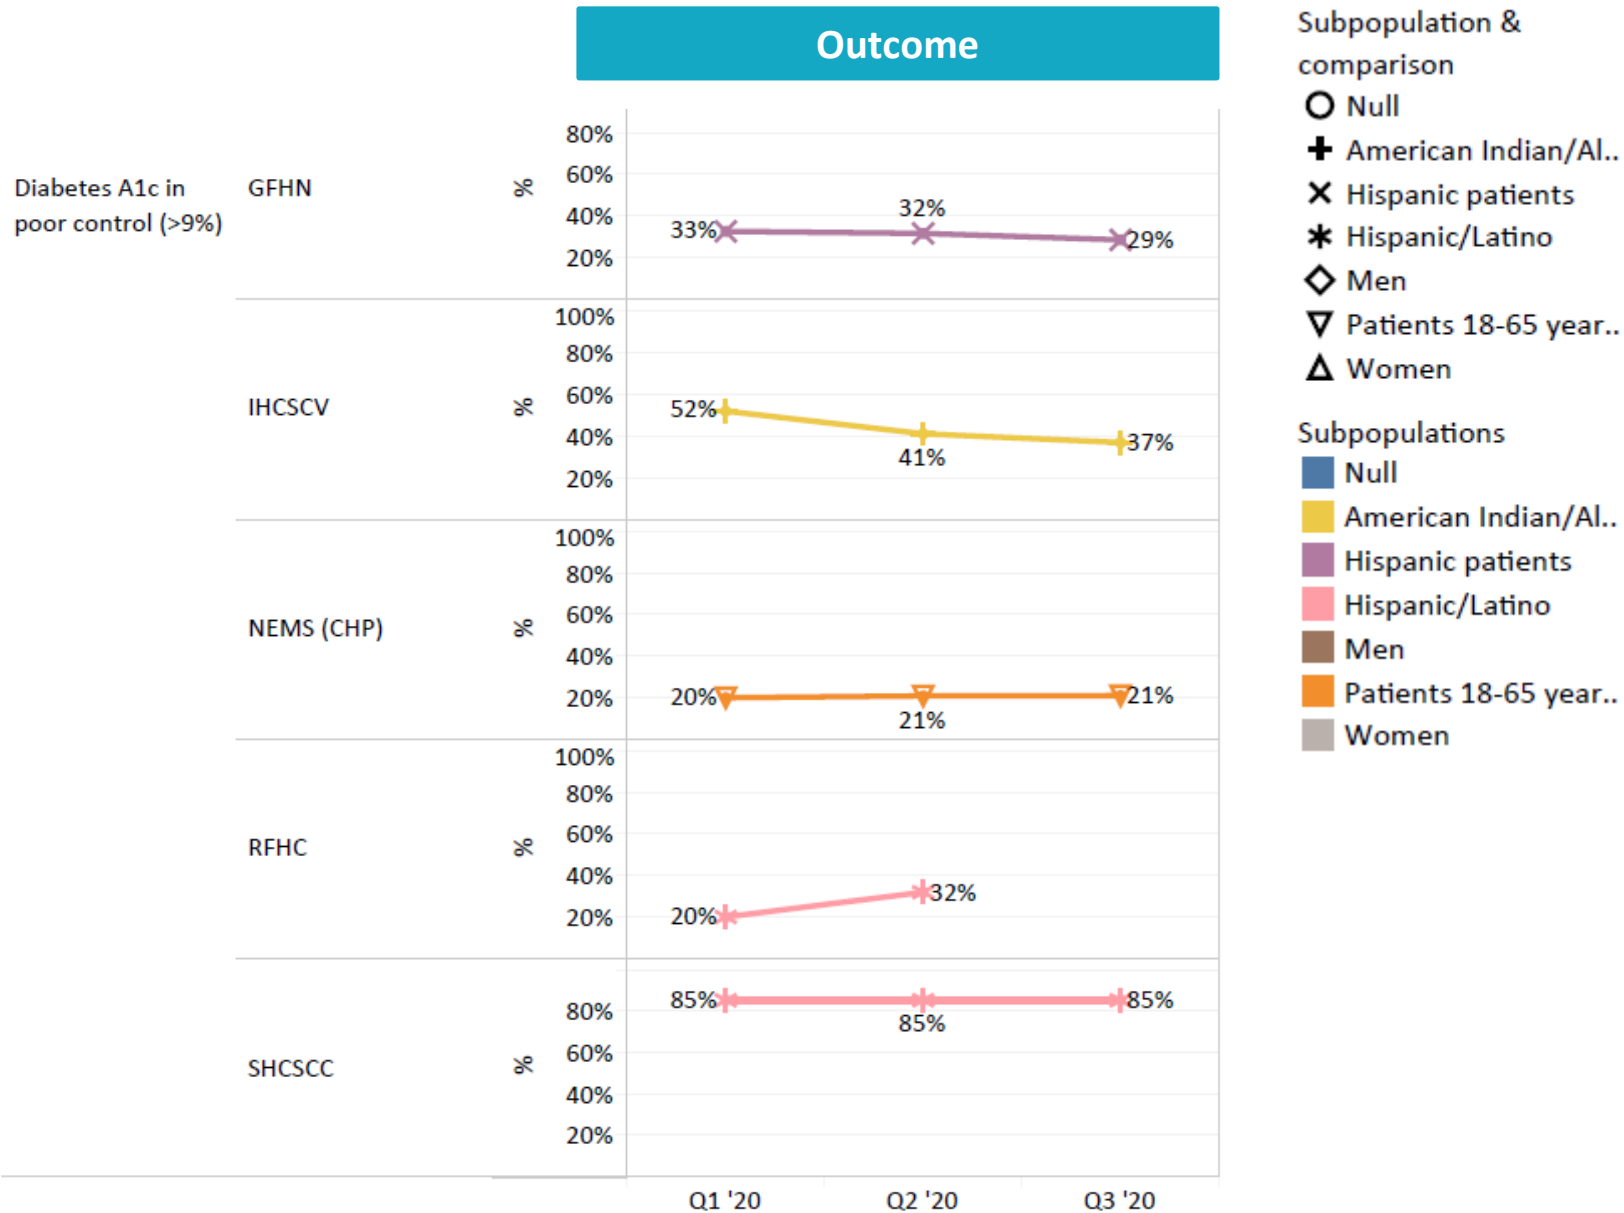 Outcome
Diabetes A1c in
poor control (>9%)
GFHN
%
80%
60%
40%
20%
33%
32%
29%
IHCSCV
%
100%
80%
60%
40%
20%
52%
41%
37%
NEMS (CHP)
%
100%
80%
60%
40%
20%
20%
21%
21%
RFHC
%
100%
80%
60%
40%
20%
20%
32%
SHCSCC
%
80%
60%
40%
20%
85%
85%
85%
Q1 '20
Q2 '20
Q3 '20
Subpopulation &
comparison
Null
American Indian/Al..
Hispanic patients
Hispanic/Latino
Men
Patients 18-65 year..
Women
Subpopulations
Null
American Indian/Al..
Hispanic patients
Hispanic/Latino
Men
Patients 18-65 year..
Women